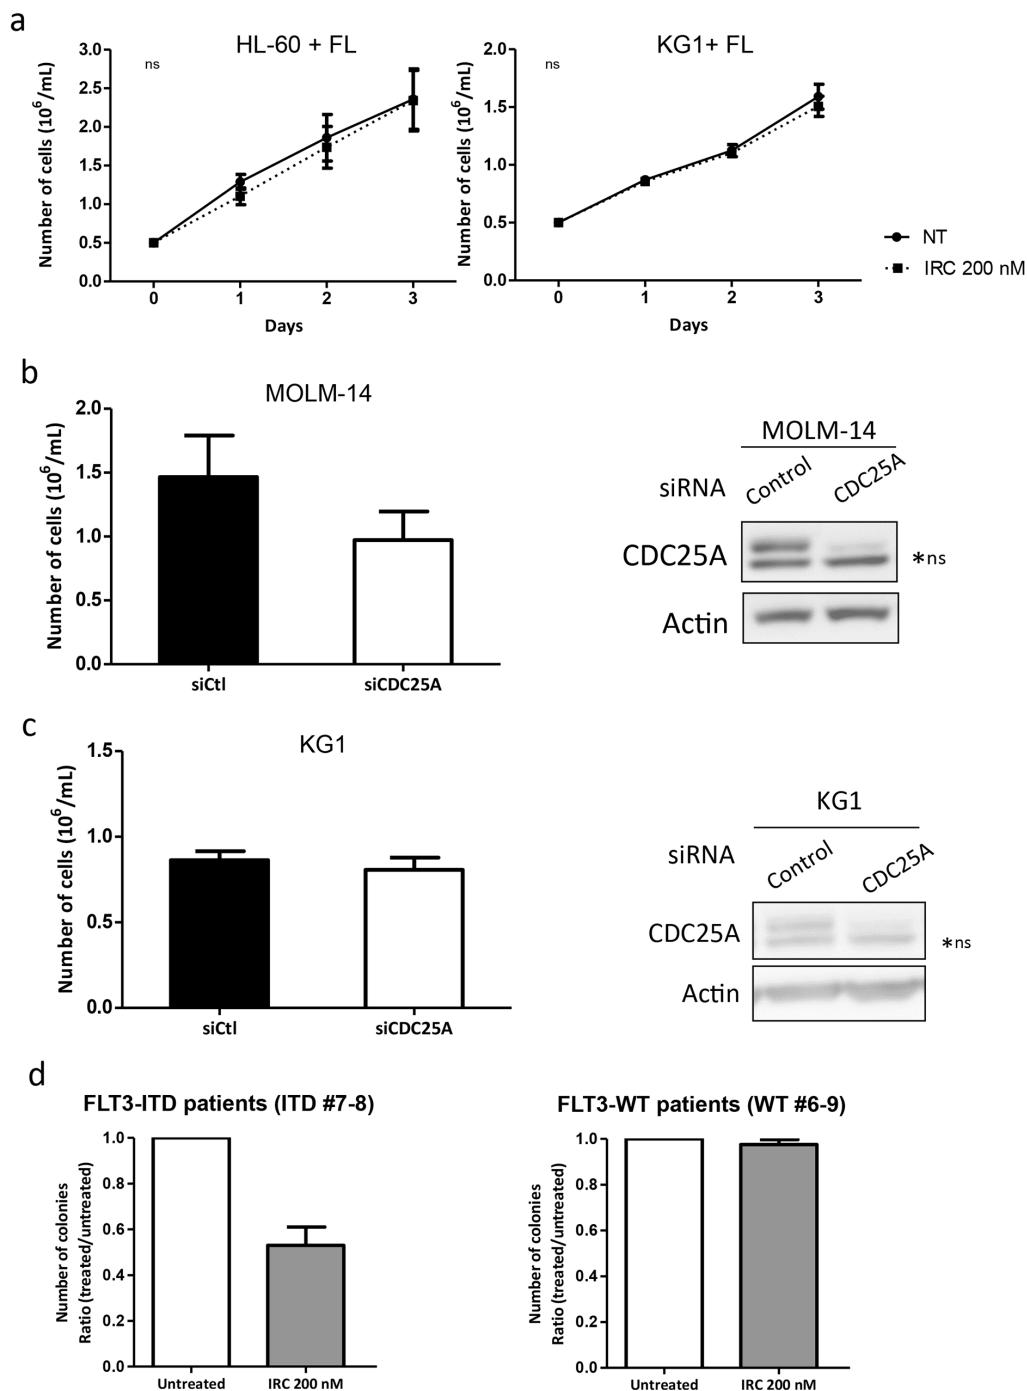 a
HL-60 + FL
KG1+ FL
ns
ns
Number of cells (10⁶/mL)
3.0
2.5
2.0
1.5
1.0
0.5
0.0
0 1 2 3
Days
Number of cells (10⁶/mL)
2.0
1.5
1.0
0.5
0.0
0 1 2 3
Days
NT
IRC 200 nM
b
MOLM-14
Number of cells (10⁶/mL)
2.0
1.5
1.0
0.5
0.0
siCtl siCDC25A
MOLM-14
siRNA Control CDC25A
CDC25A
*ns
Actin
c
KG1
Number of cells (10⁶/mL)
1.5
1.0
0.5
0.0
siCtl siCDC25A
KG1
siRNA Control CDC25A
CDC25A
*ns
Actin
d
FLT3-ITD patients (ITD #7-8)
Number of colonies
Ratio (treated/untreated)
1.0
0.8
0.6
0.4
0.2
0.0
Untreated IRC 200 nM
FLT3-WT patients (WT #6-9)
Number of colonies
Ratio (treated/untreated)
1.0
0.8
0.6
0.4
0.2
0.0
Untreated IRC 200 nM